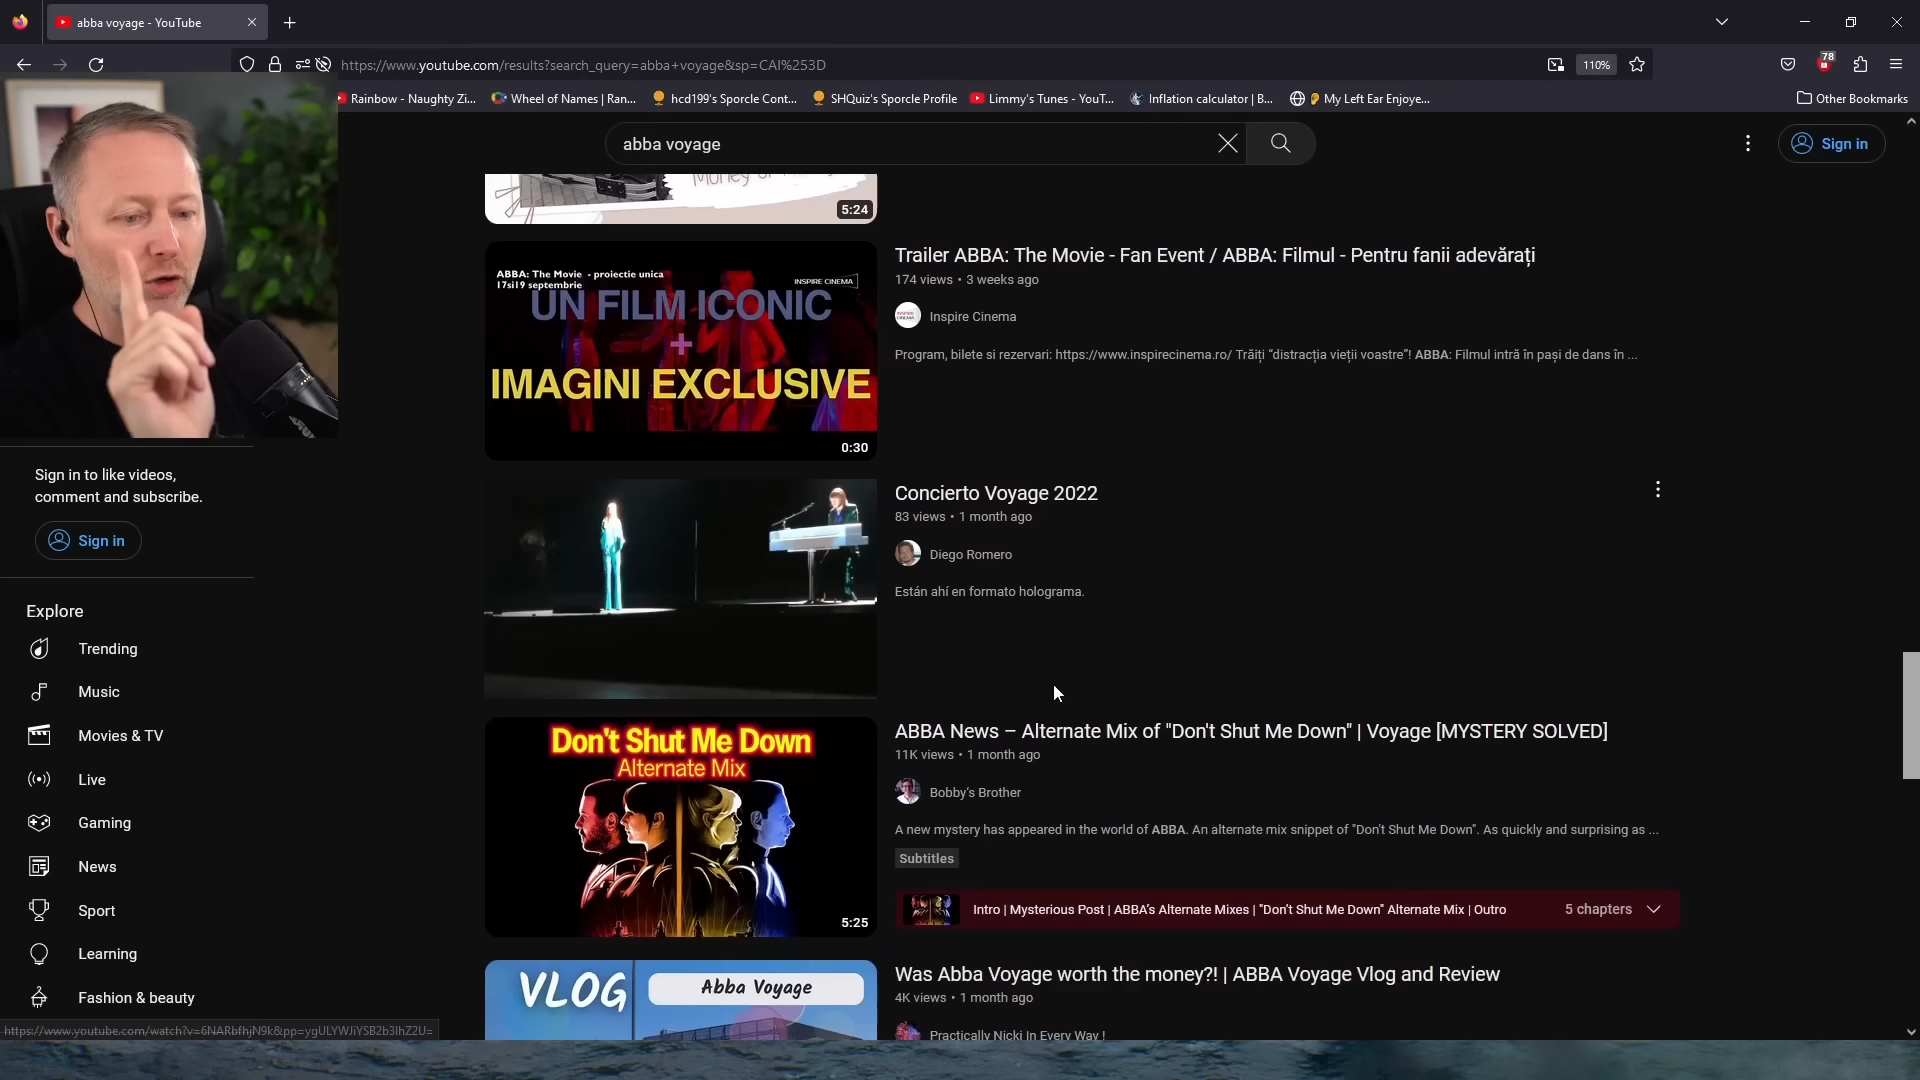 abba voyage - YouTube
https://www.youtube.com/results?search_query=abba+voyage&sp=CAI%253D
110%
78
Rainbow - Naughty Zi...
Wheel of Names | Ran...
hcd199's Sporcle Cont...
SHQuiz's Sporcle Profile
Limmy's Tunes - YouT...
Inflation calculator | B...
My Left Ear Enjoye...
Other Bookmarks
abba voyage
Sign in
5:24
ABBA: The Movie - proiectie unica
17si19 septembrie
INSPIRE CINEMA
UN FILM ICONIC
+
IMAGINI EXCLUSIVE
0:30
Trailer ABBA: The Movie - Fan Event / ABBA: Filmul - Pentru fanii adevărați
174 views • 3 weeks ago
Inspire Cinema
Program, bilete si rezervari: https://www.inspirecinema.ro/ Trăiți “distracția vieții voastre”! ABBA: Filmul intră în pași de dans în ...
Sign in to like videos,
comment and subscribe.
Sign in
Concierto Voyage 2022
83 views • 1 month ago
Diego Romero
Están ahí en formato holograma.
Explore
Trending
Music
Movies & TV
Live
Gaming
News
Sport
Learning
Fashion & beauty
Don't Shut Me Down
Alternate Mix
5:25
ABBA News – Alternate Mix of "Don't Shut Me Down" | Voyage [MYSTERY SOLVED]
11K views • 1 month ago
Bobby's Brother
A new mystery has appeared in the world of ABBA. An alternate mix snippet of "Don't Shut Me Down". As quickly and surprising as ...
Subtitles
Intro | Mysterious Post | ABBA's Alternate Mixes | "Don't Shut Me Down" Alternate Mix | Outro
5 chapters
VLOG
Abba Voyage
Was Abba Voyage worth the money?! | ABBA Voyage Vlog and Review
4K views • 1 month ago
Practically Nicki In Every Way !